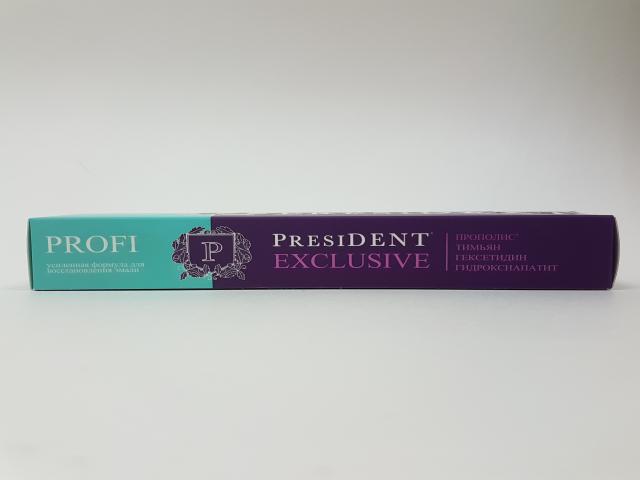 PROFI
усиленная формула для
восстановления эмали
P
PRESIDENT®
EXCLUSIVE
ПРОПОЛИС®
ТИМЬЯН
ГЕКСЕТИДИН
ГИДРОКСИАПАТИТ